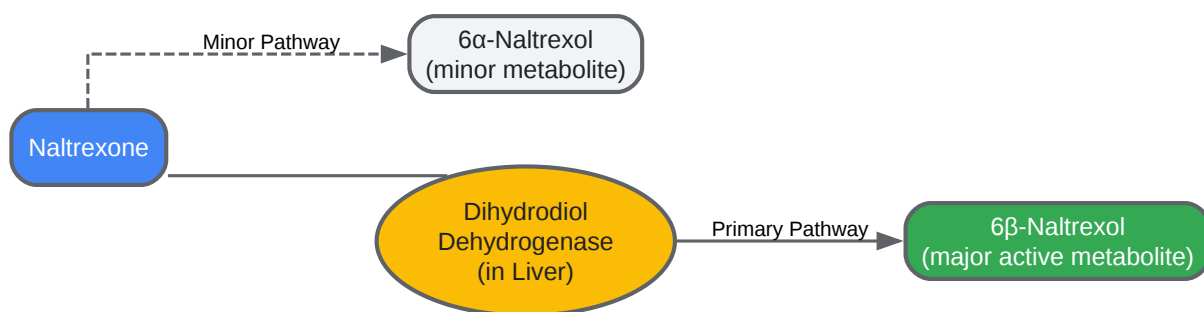 Minor Pathway
6α-Naltrexol
(minor metabolite)
Naltrexone
Dihydrodiol
Dehydrogenase
(in Liver)
Primary Pathway
6β-Naltrexol
(major active metabolite)